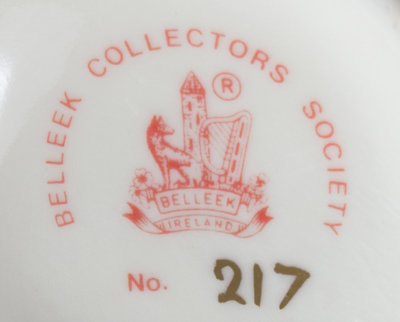 BELLEEK COLLECTORS SOCIETY
®
BELLEEK
IRELAND
No. 217